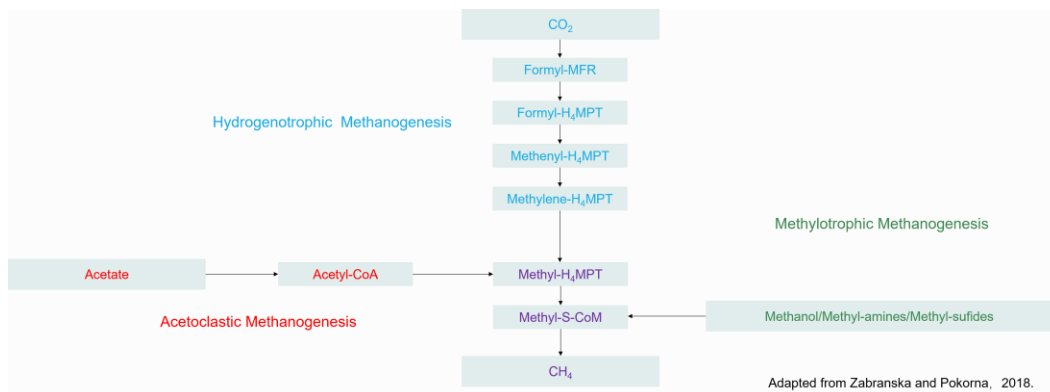 CO₂
Formyl-MFR
Formyl-H₄MPT
Hydrogenotrophic Methanogenesis
Methenyl-H₄MPT
Methylene-H₄MPT
Methylotrophic Methanogenesis
Acetate
Acetyl-CoA
Methyl-H₄MPT
Acetoclastic Methanogenesis
Methyl-S-CoM
Methanol/Methyl-amines/Methyl-sufides
CH₄
Adapted from Zabranska and Pokorna, 2018.